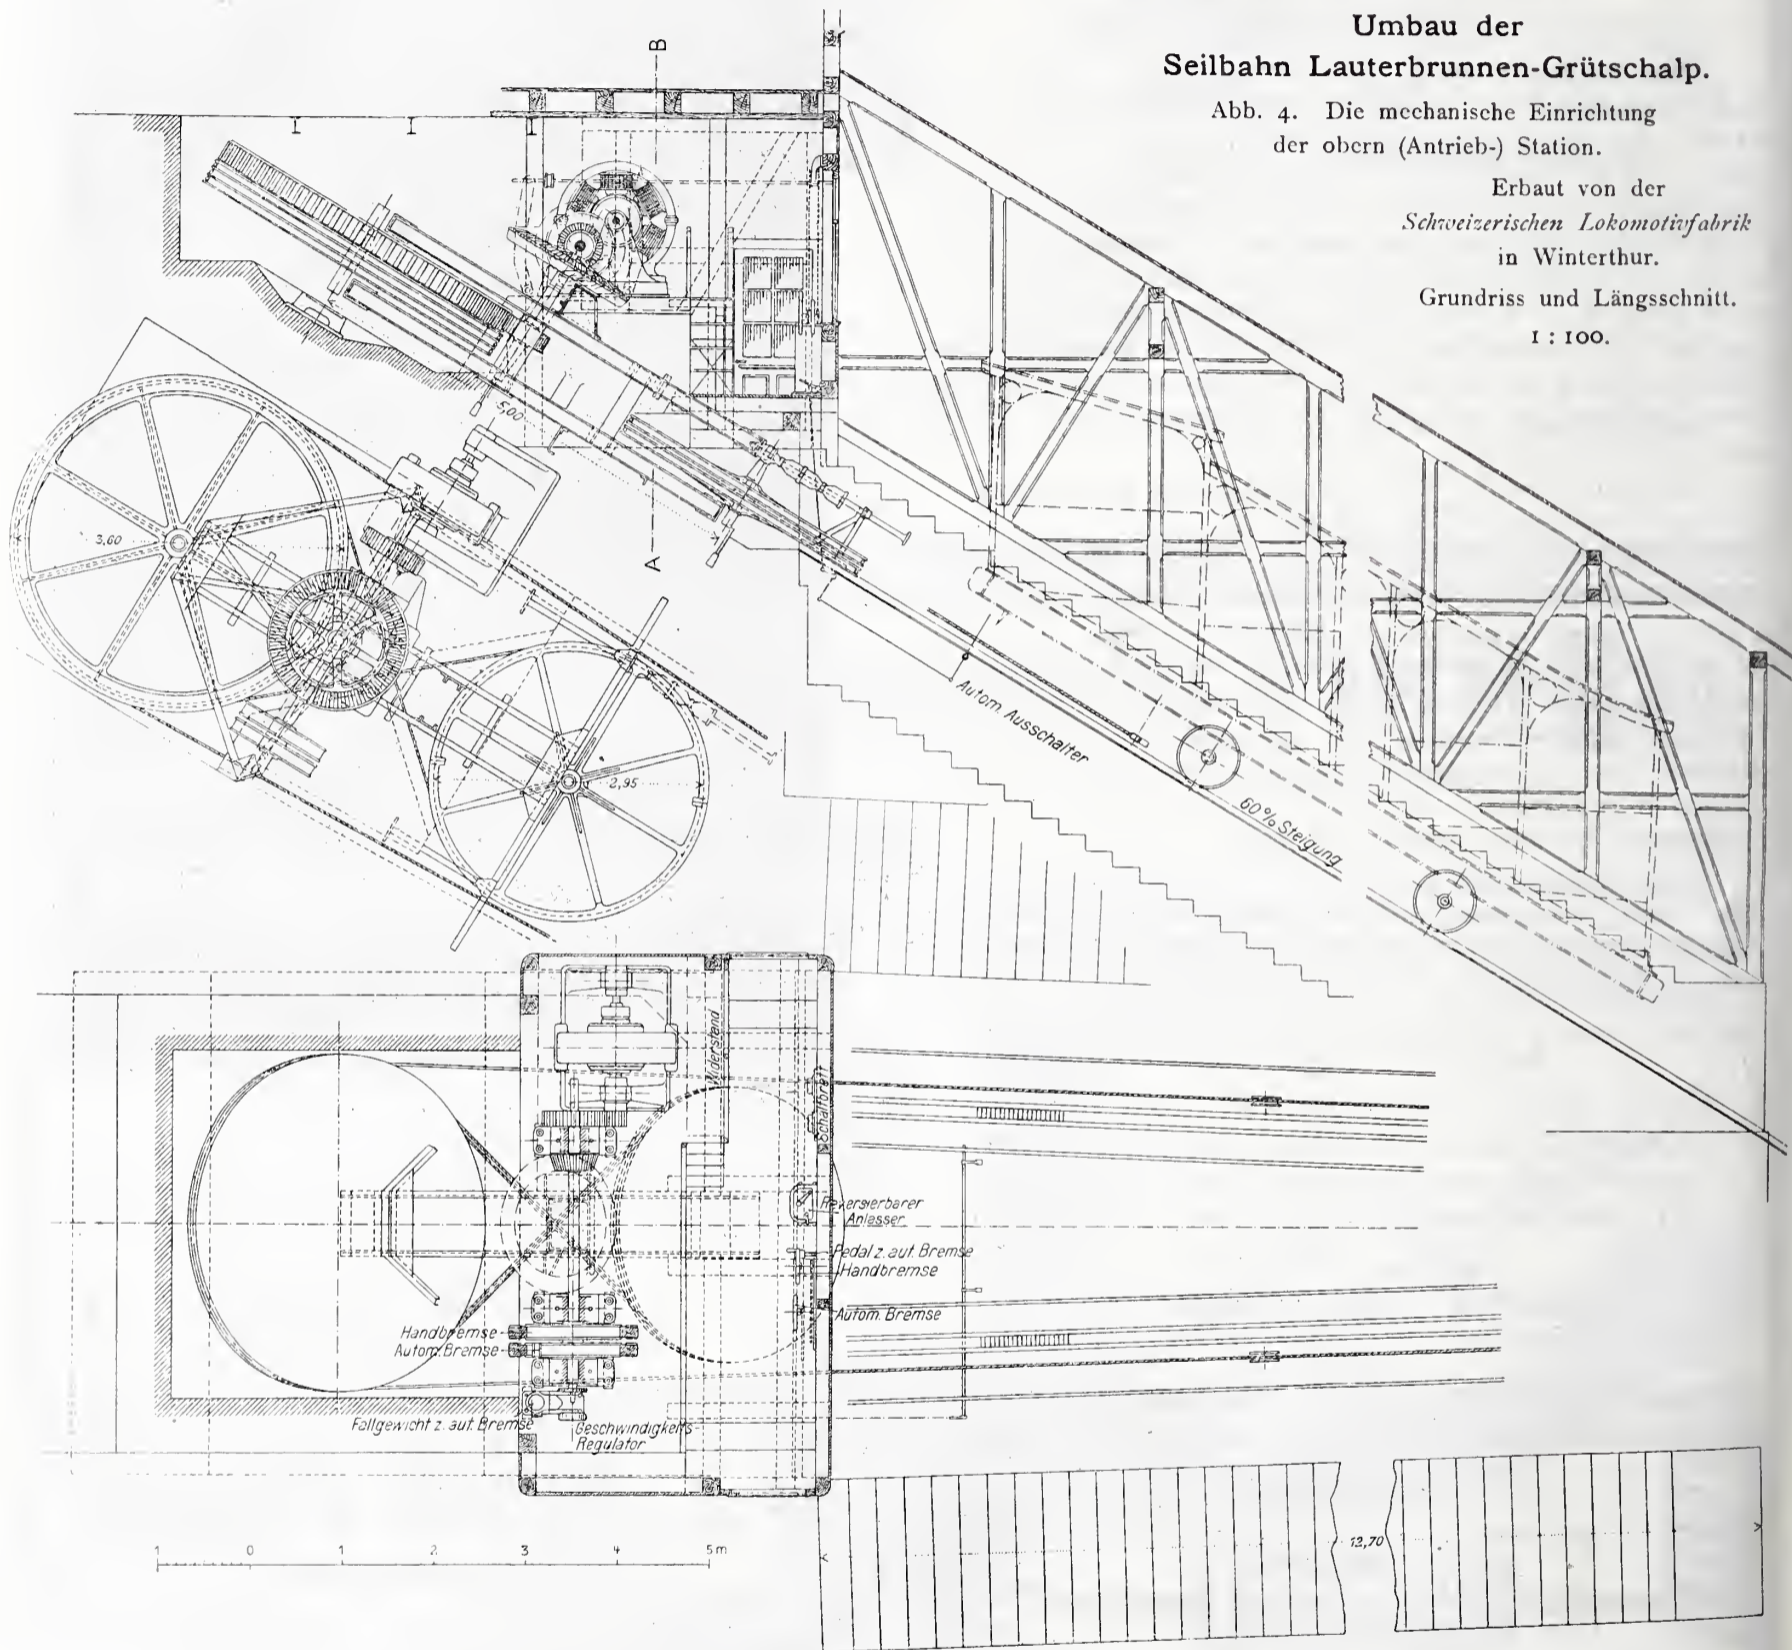 Umbau der
Seilbahn Lauterbrunnen-Grütschalp.
Abb. 4. Die mechanische Einrichtung
der obern (Antrieb-) Station.
Erbaut von der
Schweizerischen Lokomotivfabrik
in Winterthur.
Grundriss und Längsschnitt.
1 : 100.
B
5,00
3,60
A
2,95
Autom. Ausschalter
60% Steigung
Widerstand
Schaltbrett
Reversierbarer
Anlasser
Pedal z. aut. Bremse
Handbremse
Autom. Bremse
Handbremse
Autom. Bremse
Fallgewicht z. aut. Bremse
Geschwindigkeits-
Regulator
1 0 1 2 3 4 5 m
12,70